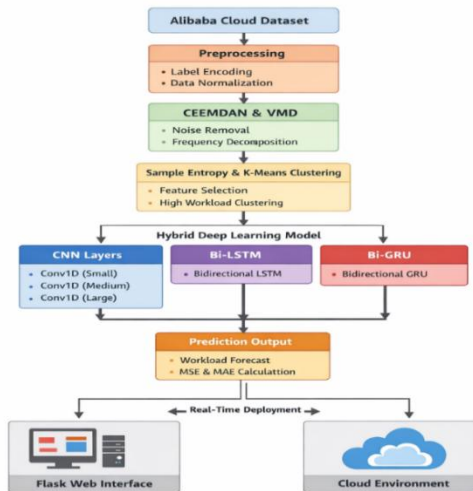 Alibaba Cloud Dataset
Preprocessing
• Label Encoding
• Data Normalization
CEEMDAN & VMD
• Noise Removal
• Frequency Decomposition
Sample Entropy & K-Means Clustering
• Feature Selection
• High Workload Clustering
Hybrid Deep Learning Model
CNN Layers
• Conv1D (Small)
• Conv1D (Medium)
• Conv1D (Large)
Bi-LSTM
• Bidirectional LSTM
Bi-GRU
• Bidirectional GRU
Prediction Output
• Workload Forecast
• MSE & MAE Calculattion
Real-Time Deployment
Flask Web Interface
Cloud Environment